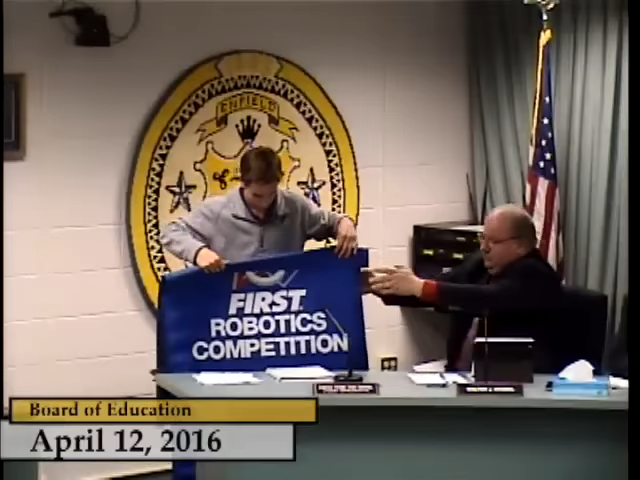 ENFIELD
FIRST
ROBOTICS
COMPETITION
Board of Education
April 12, 2016